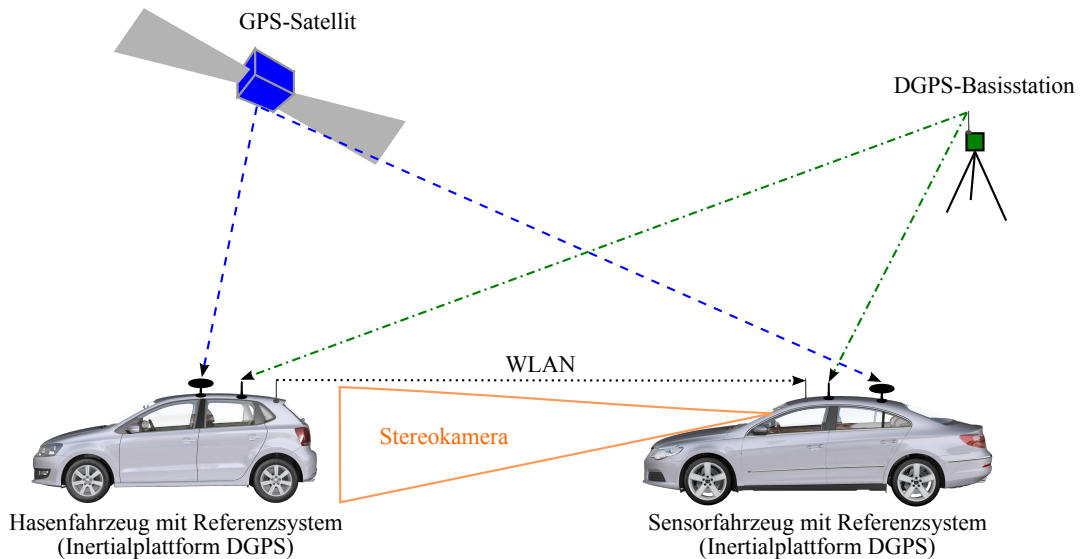 GPS-Satellit
DGPS-Basisstation
WLAN
Stereokamera
Hasenfahrzeug mit Referenzsystem
(Inertialplattform DGPS)
Sensorfahrzeug mit Referenzsystem
(Inertialplattform DGPS)